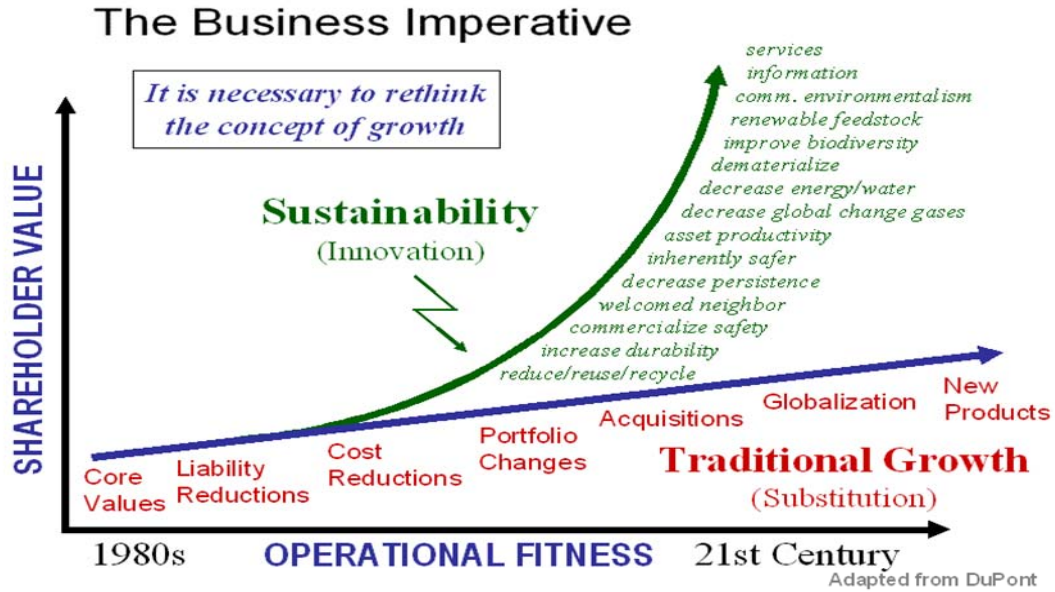 The Business Imperative
It is necessary to rethink
the concept of growth
SHAREHOLDER VALUE
Sustainability
(Innovation)
services
information
comm. environmentalism
renewable feedstock
improve biodiversity
dematerialize
decrease energy/water
decrease global change gases
asset productivity
inherently safer
decrease persistence
welcomed neighbor
commercialize safety
increase durability
reduce/reuse/recycle
Core
Values
Liability
Reductions
Cost
Reductions
Portfolio
Changes
Acquisitions
Globalization
New
Products
Traditional Growth
(Substitution)
1980s
OPERATIONAL FITNESS
21st Century
Adapted from DuPont